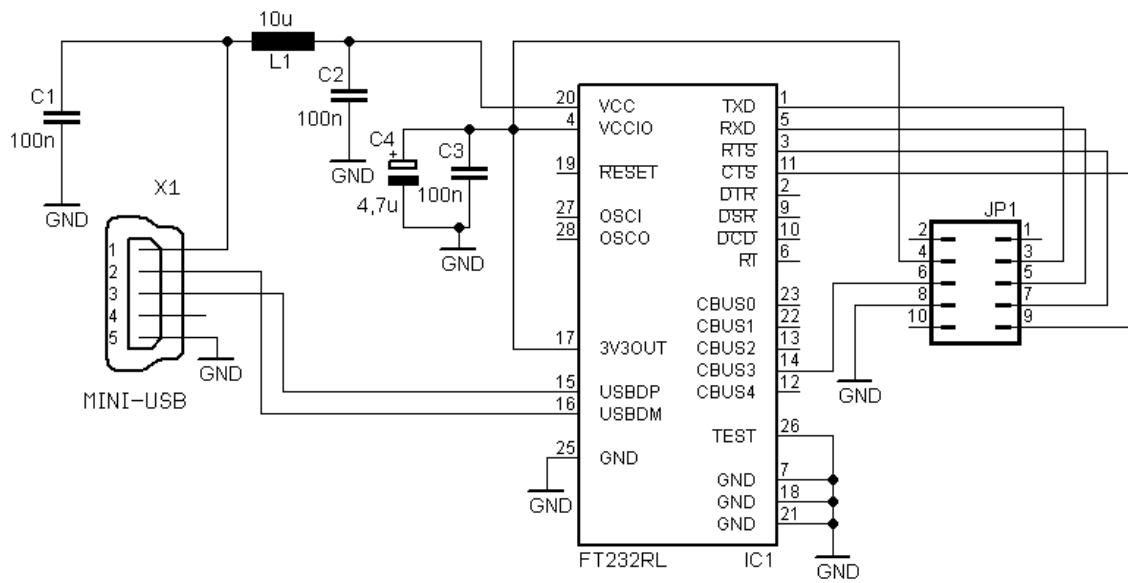 10u
L1
C1
100n
GND
C2
100n
GND
C4
+
4,7u
C3
100n
GND
X1
1
2
3
4
5
GND
MINI-USB
20 VCC
4 VCCIO
19 RESET
27 OSCI
28 OSCO
17 3V3OUT
15 USBDP
16 USBDM
25 GND
GND
TXD 1
RXD 5
RTS 3
CTS 11
DTR 2
DSR 9
DCD 10
RT 6
CBUS0 23
CBUS1 22
CBUS2 13
CBUS3 14
CBUS4 12
TEST 26
GND 7
GND 18
GND 21
FT232RL IC1
GND
JP1
2 1
4 3
6 5
8 7
10 9
GND